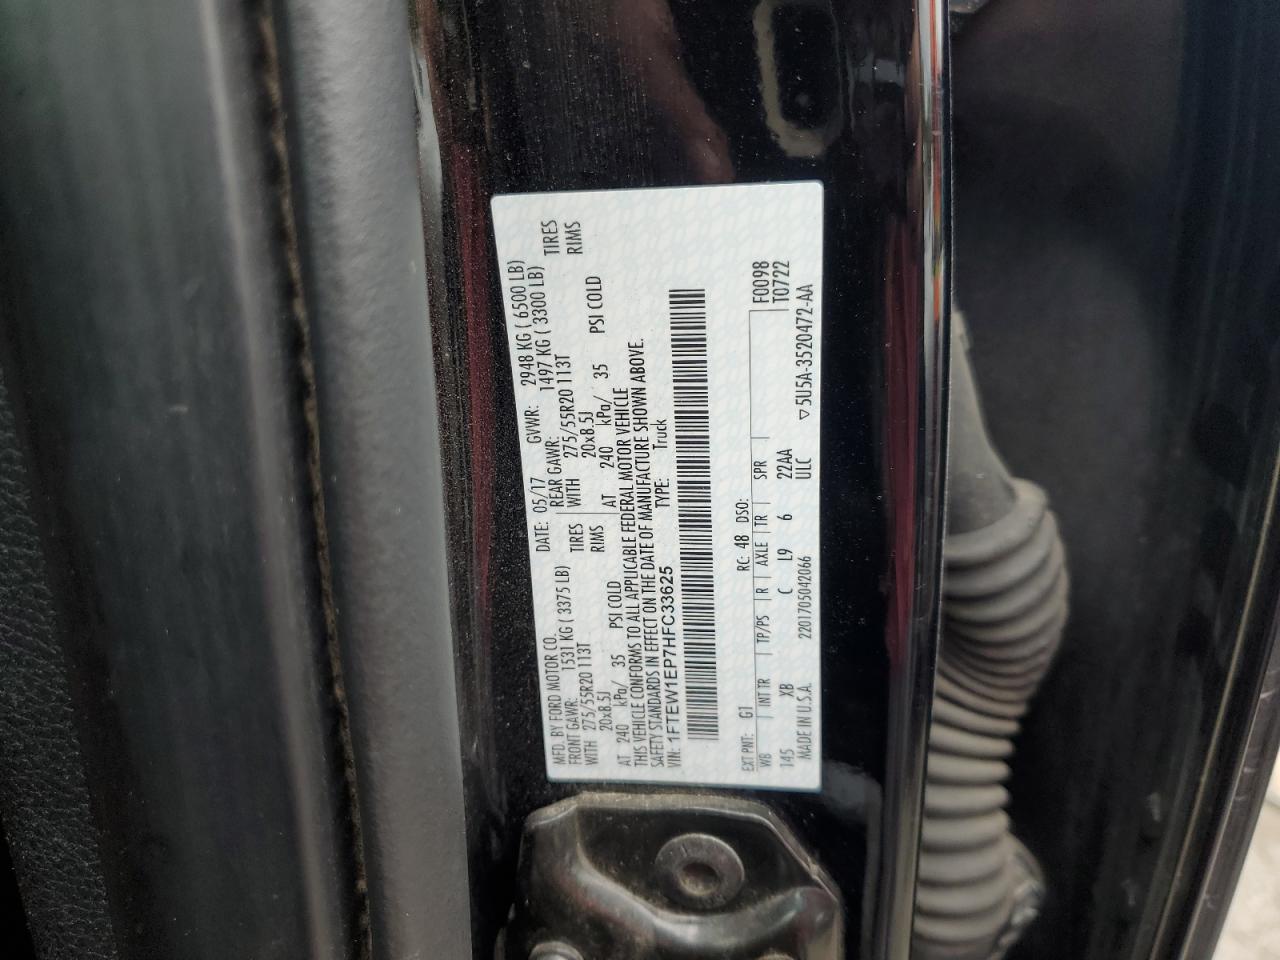 MFD. BY FORD MOTOR CO. DATE: 05/17 GVWR: 2948 KG ( 6500 LB)
FRONT GAWR: 1531 KG ( 3375 LB) REAR GAWR: 1497 KG ( 3300 LB)
WITH 275/55R20 113T TIRES WITH 275/55R20 113T TIRES
20x8.5J RIMS 20x8.5J RIMS
AT 240 kPa/ 35 PSI COLD AT 240 kPa/ 35 PSI COLD
THIS VEHICLE CONFORMS TO ALL APPLICABLE FEDERAL MOTOR VEHICLE
SAFETY STANDARDS IN EFFECT ON THE DATE OF MANUFACTURE SHOWN ABOVE.
VIN: 1FTEW1EP7HFC33625 TYPE: Truck
EXT PNT: G1 RC: 48 DSO: F0098
WB INT TR TP/PS R AXLE TR SPR T0722
145 XB C L9 6 22AA
MADE IN U.S.A. 2201705042066 ULC ▽5U5A-3520472-AA